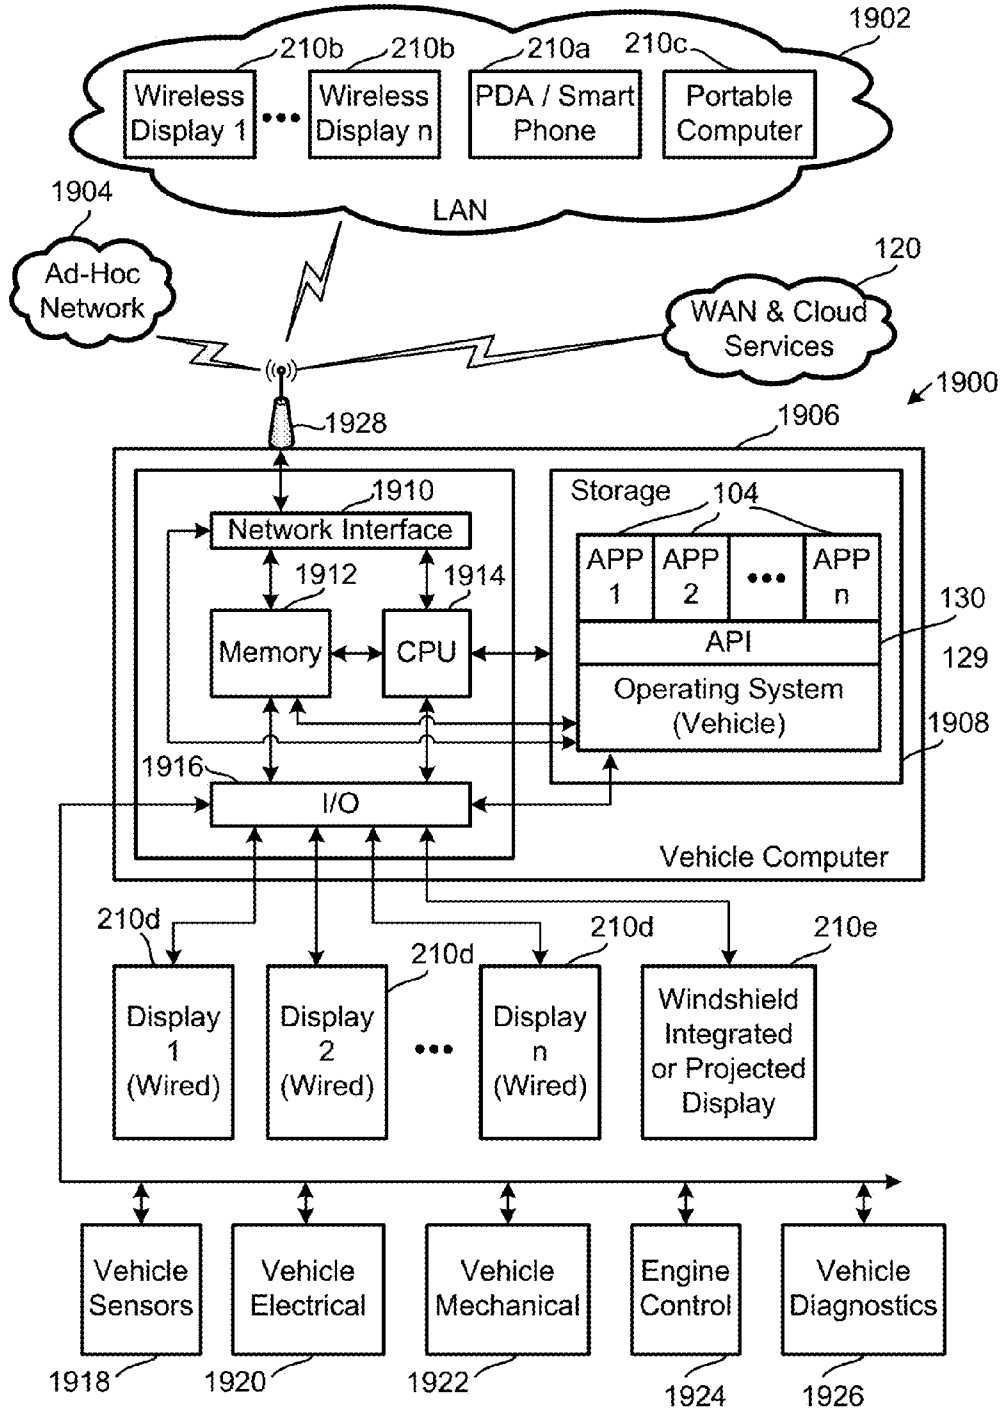 1902
210b
210b
210a
210c
Wireless
Display 1
Wireless
Display n
PDA / Smart
Phone
Portable
Computer
LAN
1904
Ad-Hoc
Network
120
WAN & Cloud
Services
1900
1928
1906
1910
Network Interface
Storage
104
APP
1
APP
2
APP
n
1912
1914
Memory
CPU
130
API
129
Operating System
(Vehicle)
1908
1916
I/O
Vehicle Computer
210d
210d
210d
210e
Display
1
(Wired)
Display
2
(Wired)
Display
n
(Wired)
Windshield
Integrated
or Projected
Display
Vehicle
Sensors
Vehicle
Electrical
Vehicle
Mechanical
Engine
Control
Vehicle
Diagnostics
1918
1920
1922
1924
1926